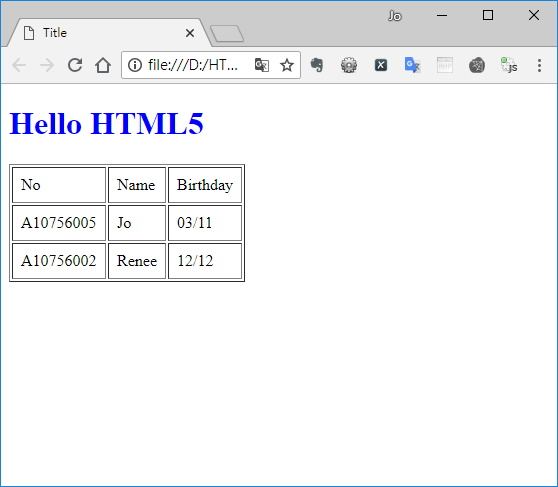 Jo
Title
file:///D:/HT...
Hello HTML5
No Name Birthday
A10756005 Jo 03/11
A10756002 Renee 12/12